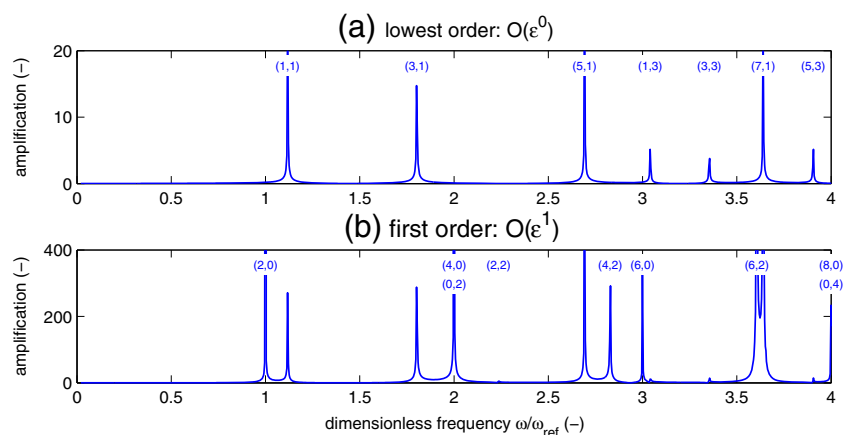 (a) lowest order: O(ε⁰)
amplification (−)
20
10
0
(1,1) (3,1) (5,1) (1,3) (3,3) (7,1) (5,3)
0 0.5 1 1.5 2 2.5 3 3.5 4
(b) first order: O(ε¹)
amplification (−)
400
200
0
(2,0) (4,0) (2,2) (4,2) (6,0) (6,2) (8,0)
(0,2) (0,4)
0 0.5 1 1.5 2 2.5 3 3.5 4
dimensionless frequency ω/ω_ref (−)